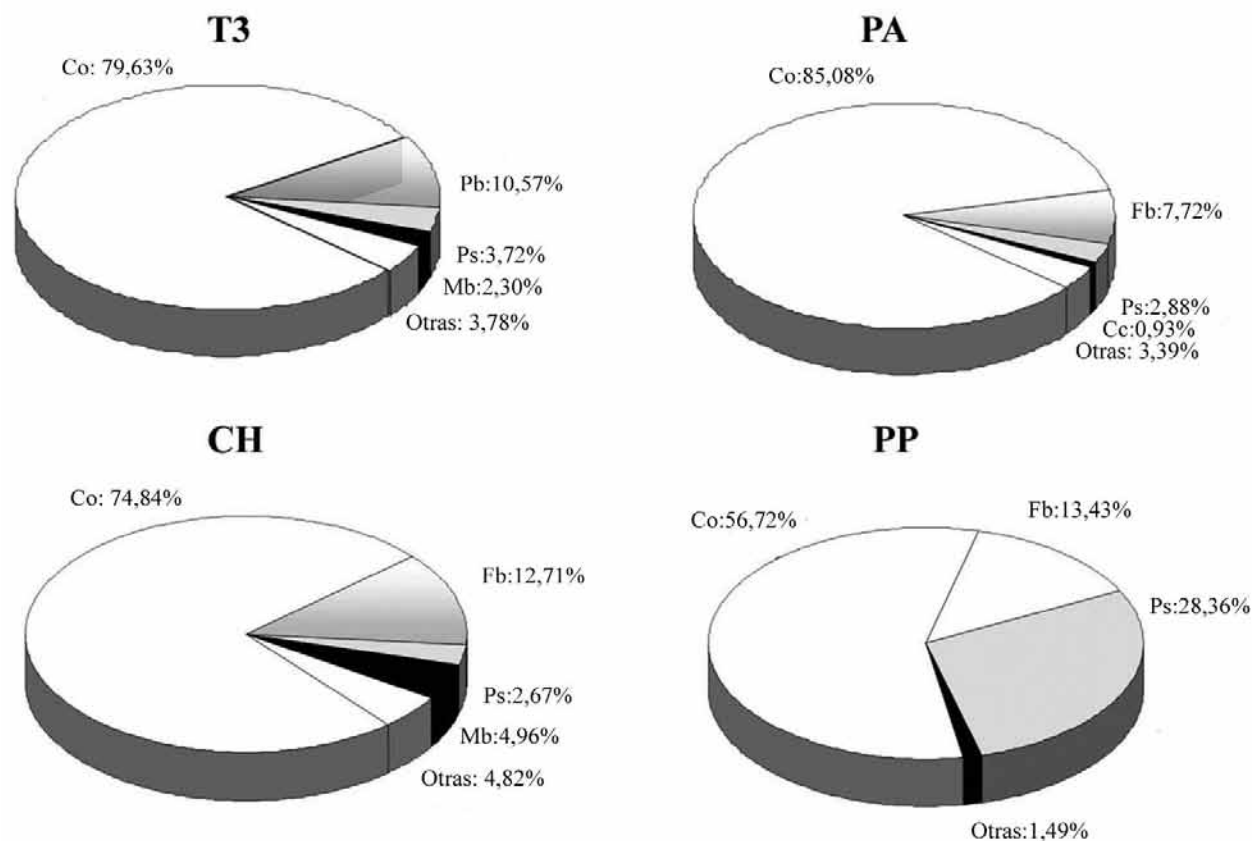 T3
Co: 79,63%
Pb:10,57%
Ps:3,72%
Mb:2,30%
Otras: 3,78%
PA
Co:85,08%
Fb:7,72%
Ps:2,88%
Cc:0,93%
Otras: 3,39%
CH
Co: 74,84%
Fb:12,71%
Ps:2,67%
Mb:4,96%
Otras: 4,82%
PP
Co:56,72%
Fb:13,43%
Ps:28,36%
Otras:1,49%